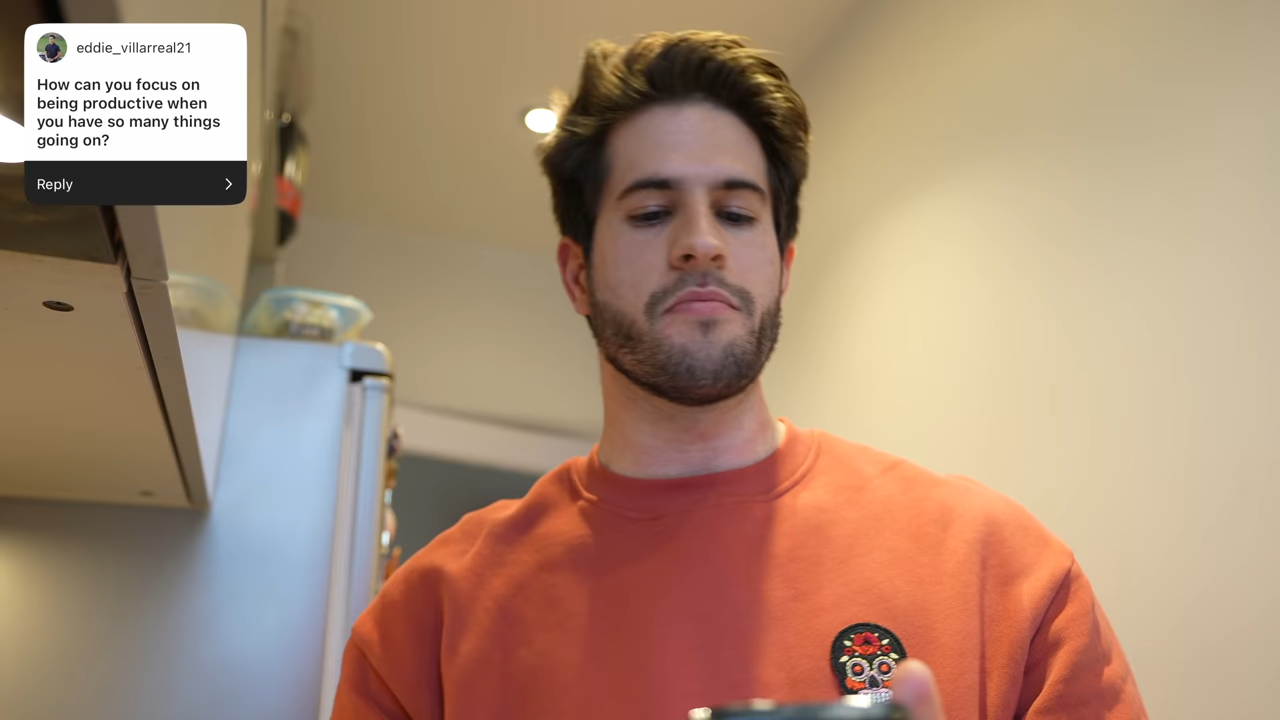 eddie_villarreal21
How can you focus on
being productive when
you have so many things
going on?
Reply